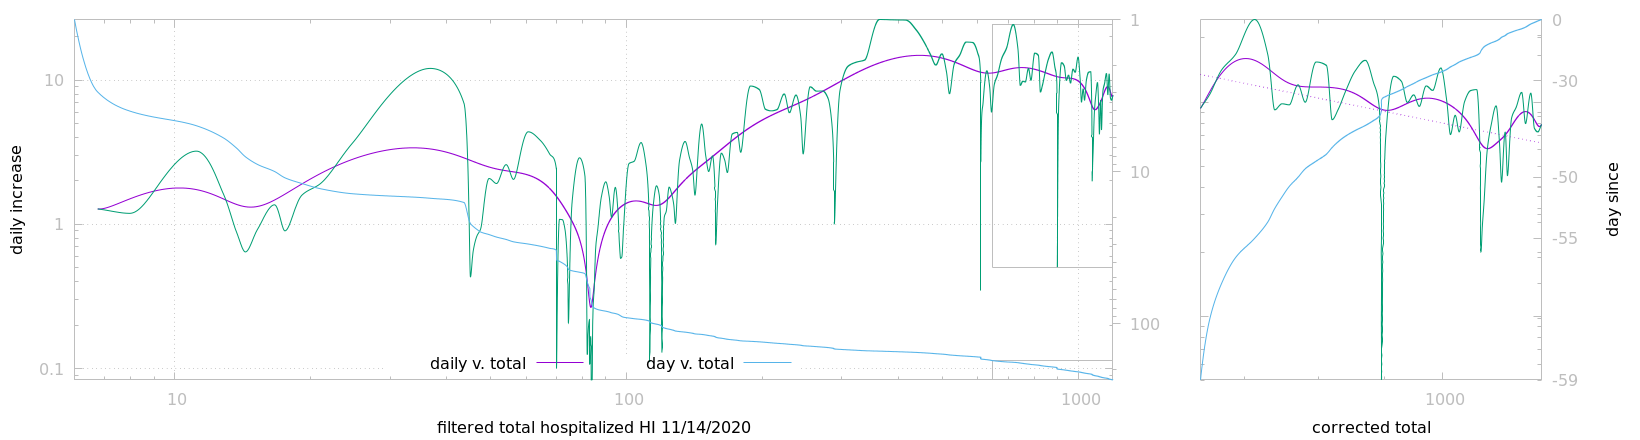 daily increase
10
1
0.1
10
100
1000
1
10
100
daily v. total
day v. total
filtered total hospitalized HI 11/14/2020
0
-30
-50
-55
-59
day since
1000
corrected total